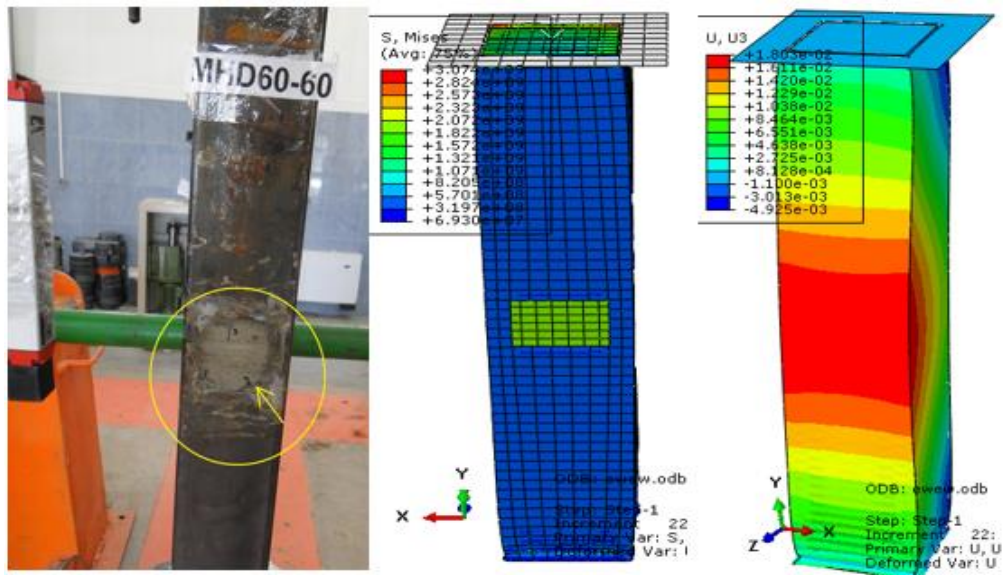 MHD60-60
S, Mises
(Avg: 75%)
+3.074e+09
+2.824e+09
+2.573e+09
+2.323e+09
+2.072e+09
+1.822e+09
+1.572e+09
+1.321e+09
+1.071e+09
+8.205e+08
+5.701e+08
+3.197e+08
+6.930e+07
Y
X
ODB: ewew.odb
Step: Step-1
Increment 22
Primary Var: S,
Deformed Var: U
U, U3
+1.803e-02
+1.611e-02
+1.420e-02
+1.229e-02
+1.038e-02
+8.464e-03
+6.551e-03
+4.638e-03
+2.725e-03
+8.128e-04
-1.100e-03
-3.013e-03
-4.925e-03
Y
Z X
ODB: ewew.odb
Step: Step-1
Increment 22:
Primary Var: U, U
Deformed Var: U